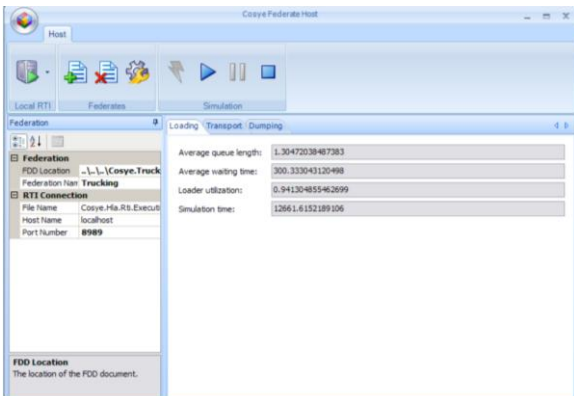 Cosye Federate Host
Host
Local RTI
Federates
Simulation
Federation
Federation
FDD Location ..\..\..\Cosye.Truck
Federation Nam Trucking
RTI Connection
File Name Cosye.Hla.Rti.Executi
Host Name localhost
Port Number 8989
FDD Location
The location of the FDD document.
Loading Transport Dumping
Average queue length: 1.30472038487383
Average waiting time: 300.333043120498
Loader utilization: 0.941304855462699
Simulation time: 12661.6152189106